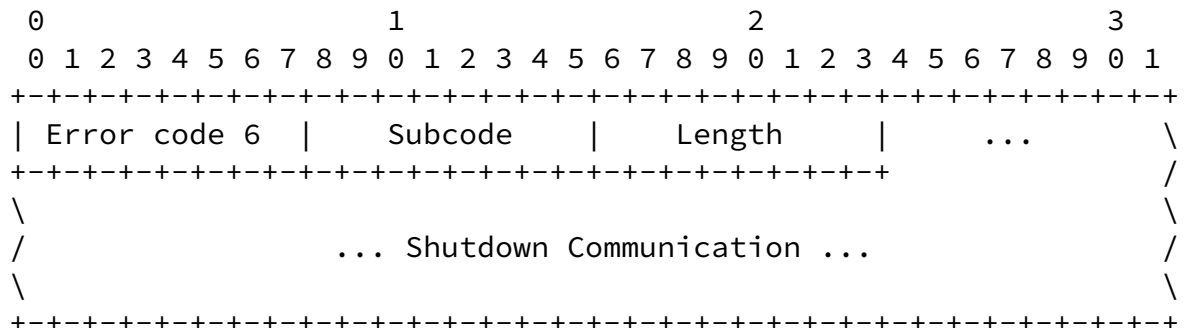 0                   1                   2                   3
 0 1 2 3 4 5 6 7 8 9 0 1 2 3 4 5 6 7 8 9 0 1 2 3 4 5 6 7 8 9 0 1
+-+-+-+-+-+-+-+-+-+-+-+-+-+-+-+-+-+-+-+-+-+-+-+-+-+-+-+-+-+-+-+-+
| Error code 6  |    Subcode    |    Length     |     ...       \
+-+-+-+-+-+-+-+-+-+-+-+-+-+-+-+-+-+-+-+-+-+-+-+-+               /
\                                                               \
/                 ... Shutdown Communication ...                /
\                                                               \
+-+-+-+-+-+-+-+-+-+-+-+-+-+-+-+-+-+-+-+-+-+-+-+-+-+-+-+-+-+-+-+-+